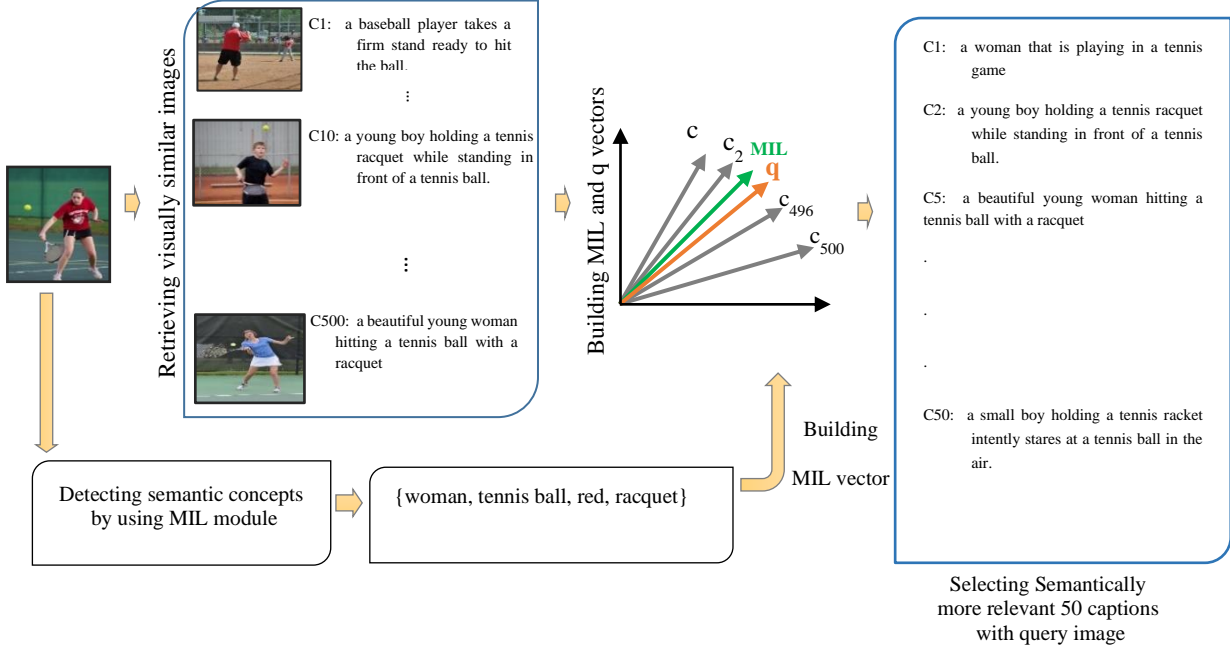 Retrieving visually similar images
C1: a baseball player takes a
firm stand ready to hit
the ball.
...
C10: a young boy holding a tennis
racquet while standing in
front of a tennis ball.
...
C500: a beautiful young woman
hitting a tennis ball with a
racquet
Building MIL and q vectors
c
c2
MIL
q
c496
c500
C1: a woman that is playing in a tennis
game
C2: a young boy holding a tennis racquet
while standing in front of a tennis
ball.
C5: a beautiful young woman hitting a
tennis ball with a racquet
.
.
.
C50: a small boy holding a tennis racket
intently stares at a tennis ball in the
air.
Building
MIL vector
Detecting semantic concepts
by using MIL module
{woman, tennis ball, red, racquet}
Selecting Semantically
more relevant 50 captions
with query image